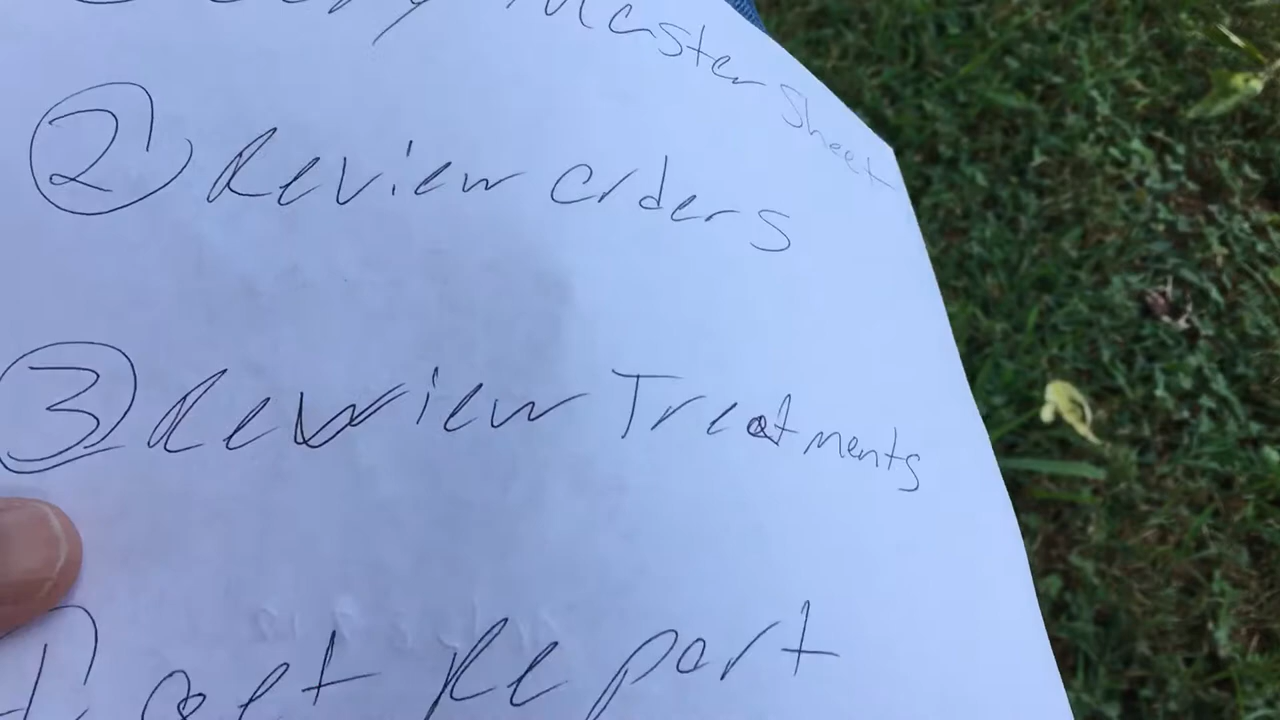 Master Sheet
2 Review orders
3 Review Treatments
get Report